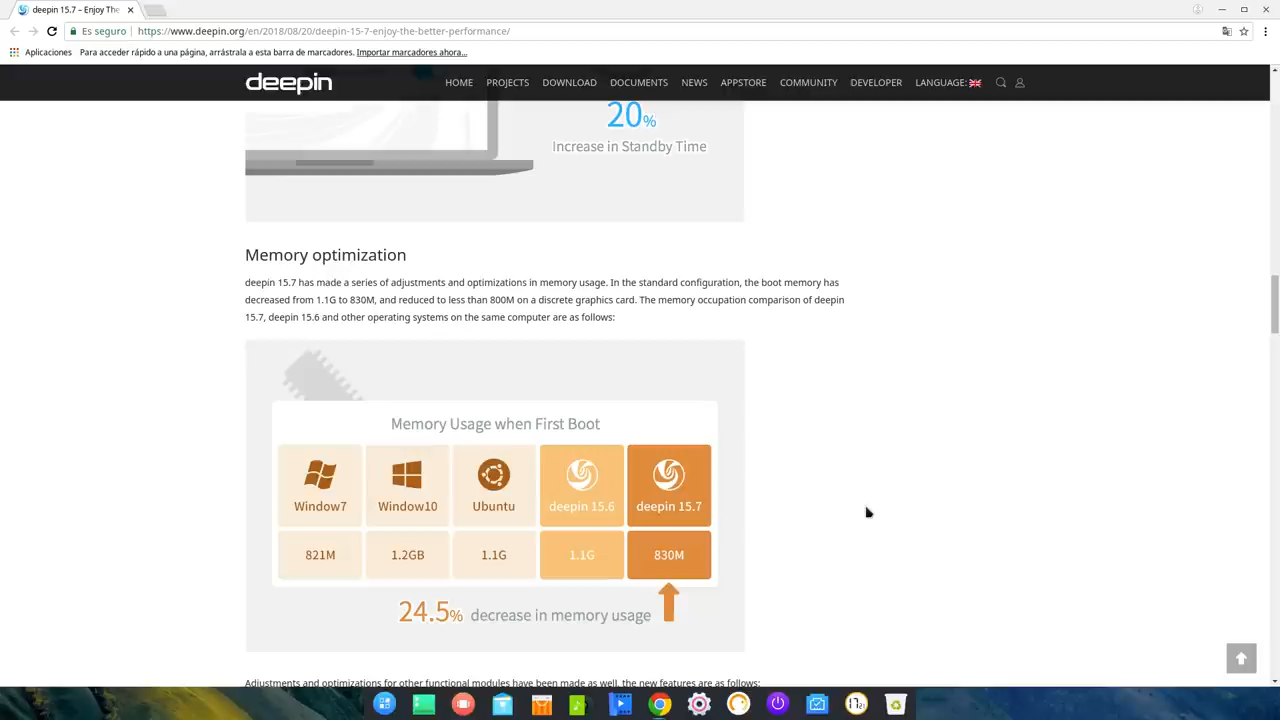 deepin 15.7 – Enjoy The
Es seguro
https://www.deepin.org/en/2018/08/20/deepin-15-7-enjoy-the-better-performance/
Aplicaciones
Para acceder rápido a una página, arrástrala a esta barra de marcadores. Importar marcadores ahora...
deepin
HOME PROJECTS DOWNLOAD DOCUMENTS NEWS APPSTORE COMMUNITY DEVELOPER LANGUAGE:
20%
Increase in Standby Time
Memory optimization
deepin 15.7 has made a series of adjustments and optimizations in memory usage. In the standard configuration, the boot memory has
decreased from 1.1G to 830M, and reduced to less than 800M on a discrete graphics card. The memory occupation comparison of deepin
15.7, deepin 15.6 and other operating systems on the same computer are as follows:
Memory Usage when First Boot
Window7 Window10 Ubuntu deepin 15.6 deepin 15.7
821M 1.2GB 1.1G 1.1G 830M
24.5% decrease in memory usage
Adjustments and optimizations for other functional modules have been made as well, the new features are as follows: